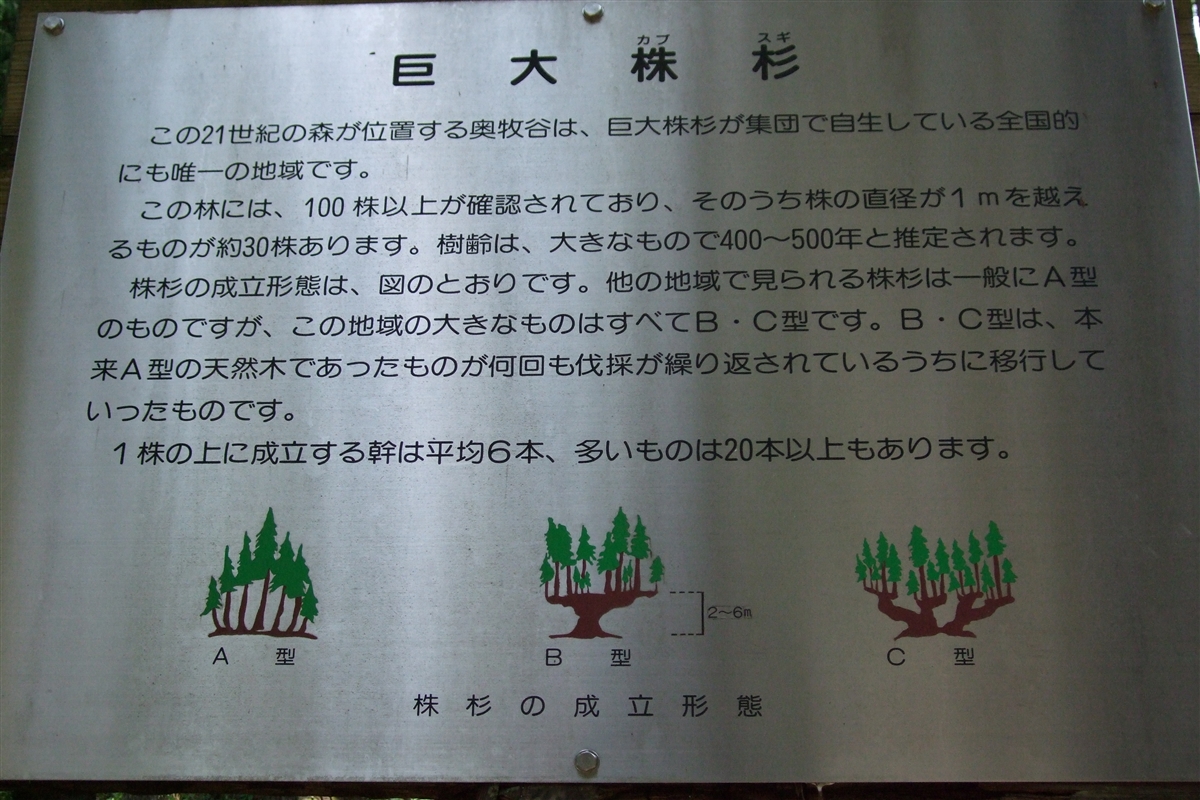 カブ スギ
巨大株杉
この21世紀の森が位置する奥牧谷は、巨大株杉が集団で自生している全国的
にも唯一の地域です。
この林には、100株以上が確認されており、そのうち株の直径が1mを越え
るものが約30株あります。樹齢は、大きなもので400～500年と推定されます。
株杉の成立形態は、図のとおりです。他の地域で見られる株杉は一般にA型
のものですが、この地域の大きなものはすべてB・C型です。B・C型は、本
来A型の天然木であったものが何回も伐採が繰り返されているうちに移行して
いったものです。
1株の上に成立する幹は平均6本、多いものは20本以上もあります。
2～6m
A型 B型 C型
株杉の成立形態